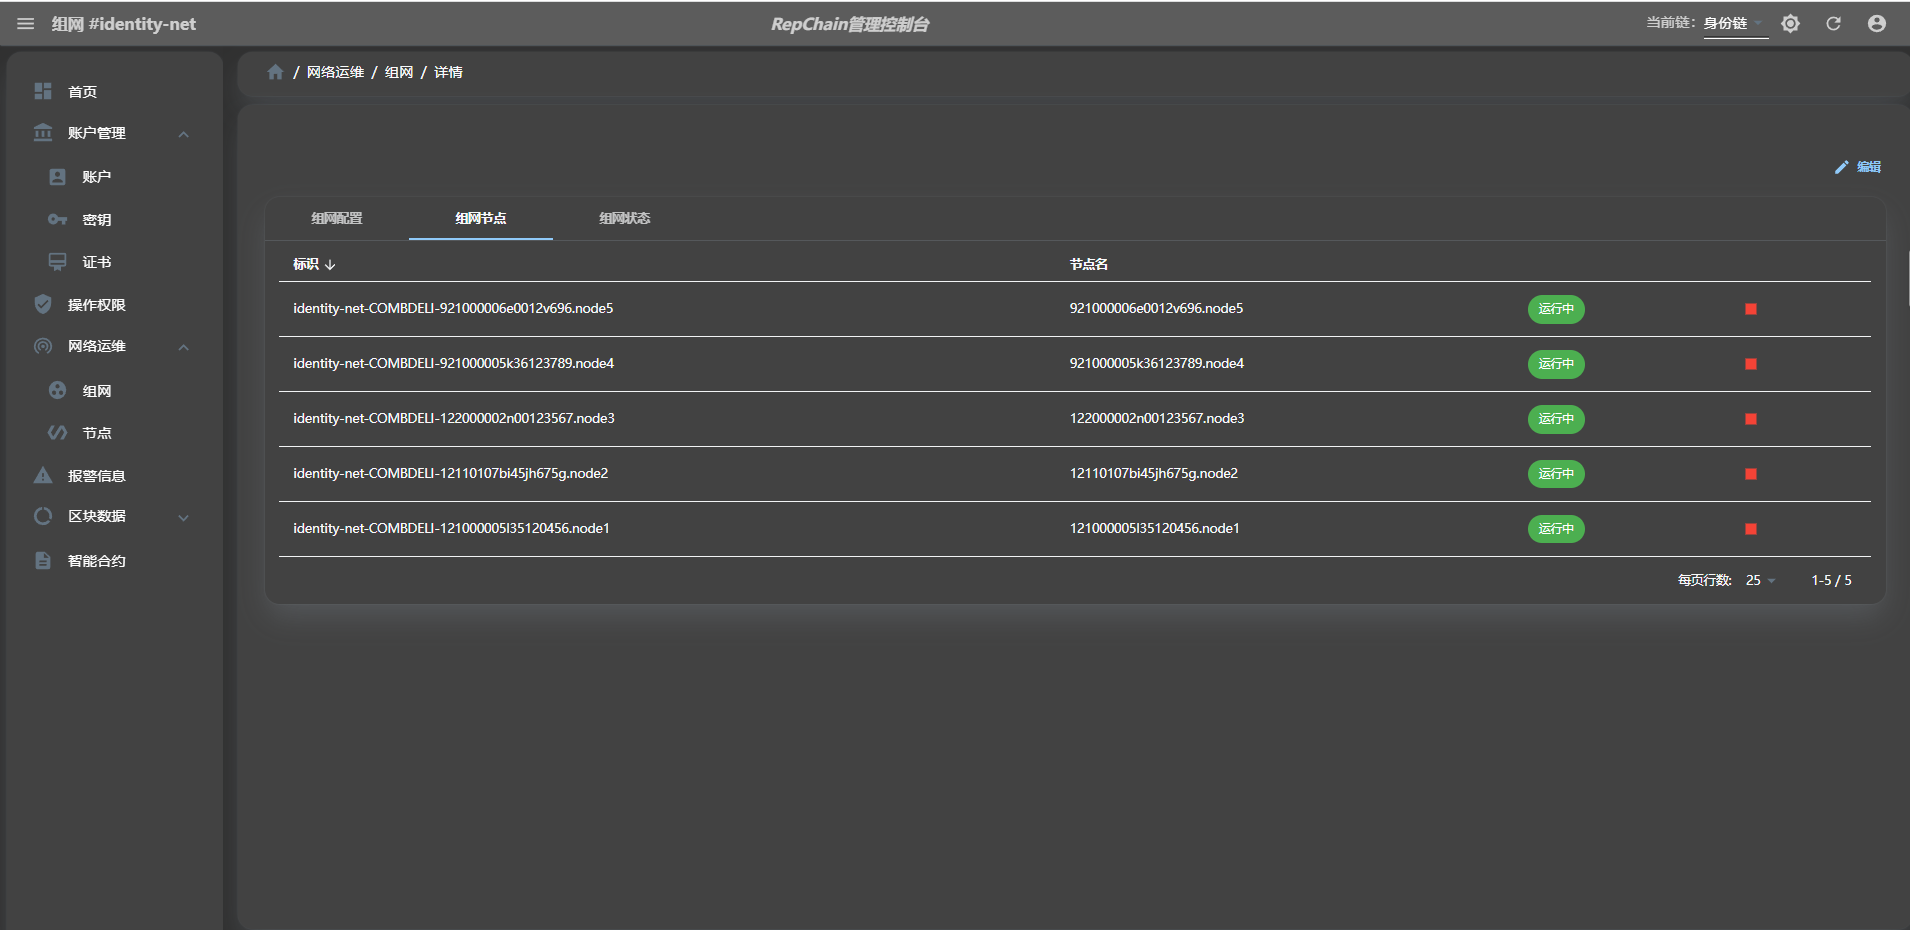 组网 #identity-net
RepChain管理控制台
当前链: 身份链
首页
账户管理
账户
密钥
证书
操作权限
网络运维
组网
节点
报警信息
区块数据
智能合约
/ 网络运维 / 组网 / 详情
编辑
组网配置 组网节点 组网状态
标识 节点名
identity-net-COMBDELI-921000006e0012v696.node5 921000006e0012v696.node5 运行中
identity-net-COMBDELI-921000005k36123789.node4 921000005k36123789.node4 运行中
identity-net-COMBDELI-122000002n00123567.node3 122000002n00123567.node3 运行中
identity-net-COMBDELI-12110107bi45jh675g.node2 12110107bi45jh675g.node2 运行中
identity-net-COMBDELI-121000005l35120456.node1 121000005l35120456.node1 运行中
每页行数: 25 1-5 / 5